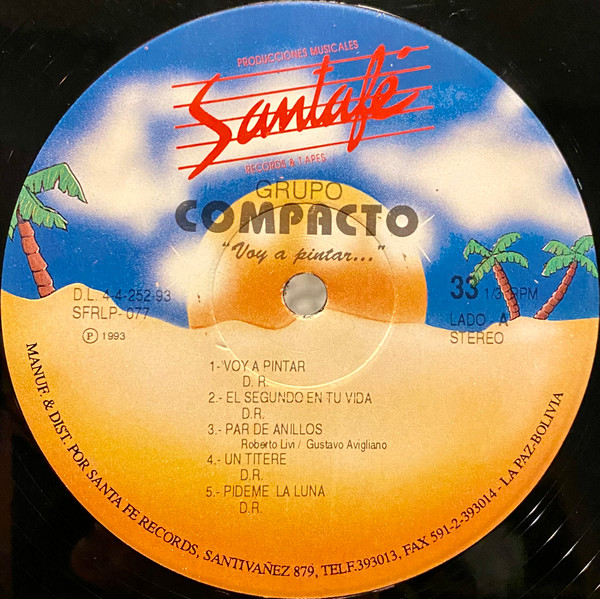 PRODUCCIONES MUSICALES
Santafé
RECORDS & TAPES
GRUPO
COMPACTO
"Voy a pintar..."
D.L. 4-4-252-93
SFRLP- 077
Ⓟ 1993
33 1/3 RPM
LADO A
STEREO
1.- VOY A PINTAR
D.R.
2.- EL SEGUNDO EN TU VIDA
D.R.
3.- PAR DE ANILLOS
Roberto Livi / Gustavo Avigliano
4.- UN TITERE
D.R.
5.- PIDEME LA LUNA
D.R.
MANUF. & DIST. POR SANTA FE RECORDS, SANTIVAÑEZ 879, TELF.393013, FAX 591-2-393014 - LA PAZ-BOLIVIA